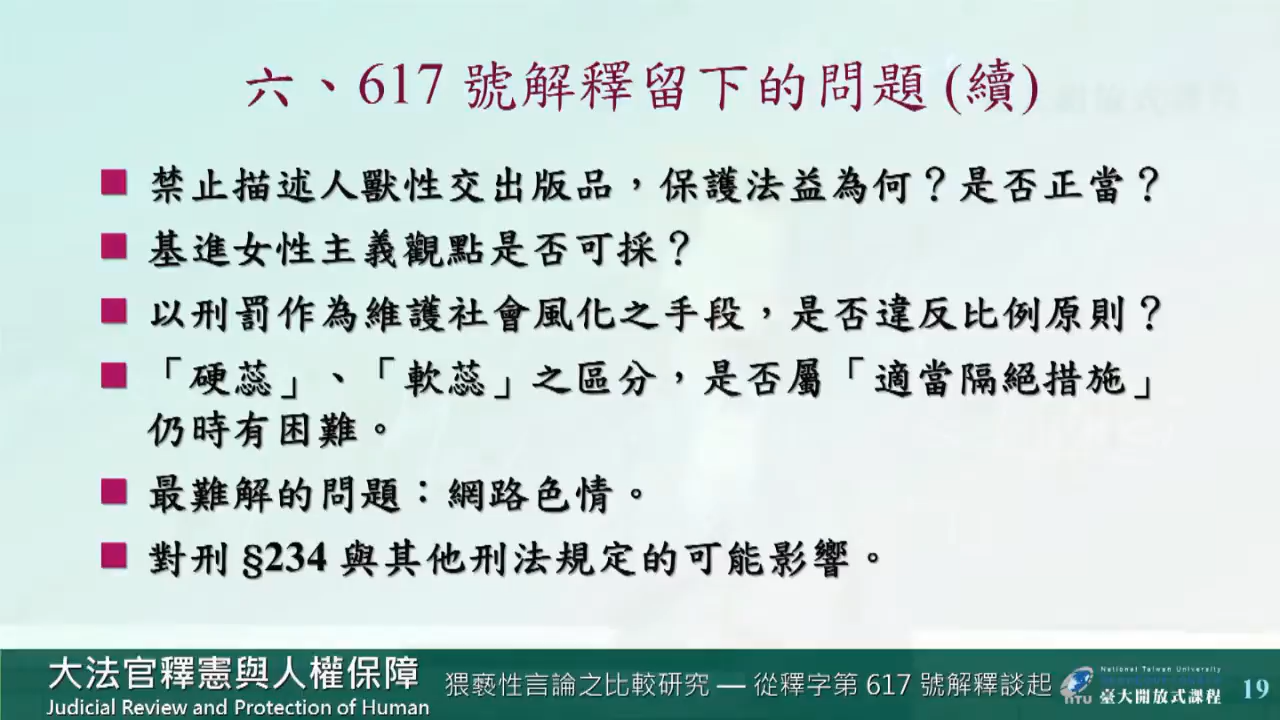 六、617 號解釋留下的問題 (續)
■ 禁止描述人獸性交出版品，保護法益為何？是否正當？
■ 基進女性主義觀點是否可採？
■ 以刑罰作為維護社會風化之手段，是否違反比例原則？
■ 「硬蕊」、「軟蕊」之區分，是否屬「適當隔絕措施」
仍時有困難。
■ 最難解的問題：網路色情。
■ 對刑 §234 與其他刑法規定的可能影響。
大法官釋憲與人權保障
Judicial Review and Protection of Human
猥褻性言論之比較研究 — 從釋字第 617 號解釋談起
National Taiwan University
NTU 臺大開放式課程
19